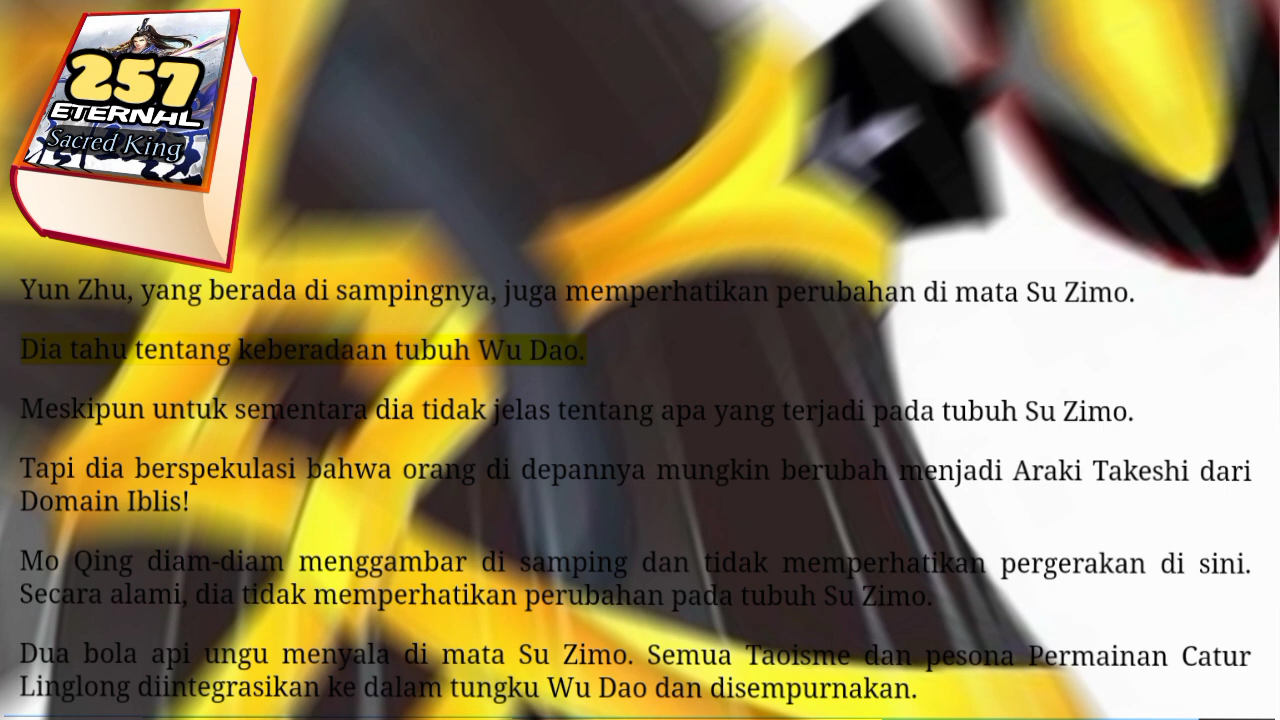 257
ETERNAL
Sacred King
Yun Zhu, yang berada di sampingnya, juga memperhatikan perubahan di mata Su Zimo.
Dia tahu tentang keberadaan tubuh Wu Dao.
Meskipun untuk sementara dia tidak jelas tentang apa yang terjadi pada tubuh Su Zimo.
Tapi dia berspekulasi bahwa orang di depannya mungkin berubah menjadi Araki Takeshi dari
Domain Iblis!
Mo Qing diam-diam menggambar di samping dan tidak memperhatikan pergerakan di sini.
Secara alami, dia tidak memperhatikan perubahan pada tubuh Su Zimo.
Dua bola api ungu menyala di mata Su Zimo. Semua Taoisme dan pesona Permainan Catur
Linglong diintegrasikan ke dalam tungku Wu Dao dan disempurnakan.